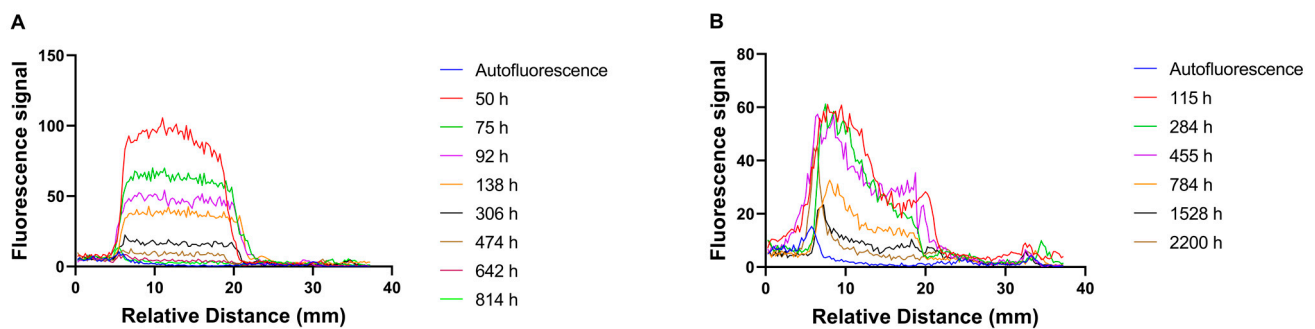 A
Fluorescence signal
150
100
50
0
0 10 20 30 40
Relative Distance (mm)
Autofluorescence
50 h
75 h
92 h
138 h
306 h
474 h
642 h
814 h
B
Fluorescence signal
80
60
40
20
0
0 10 20 30 40
Relative Distance (mm)
Autofluorescence
115 h
284 h
455 h
784 h
1528 h
2200 h